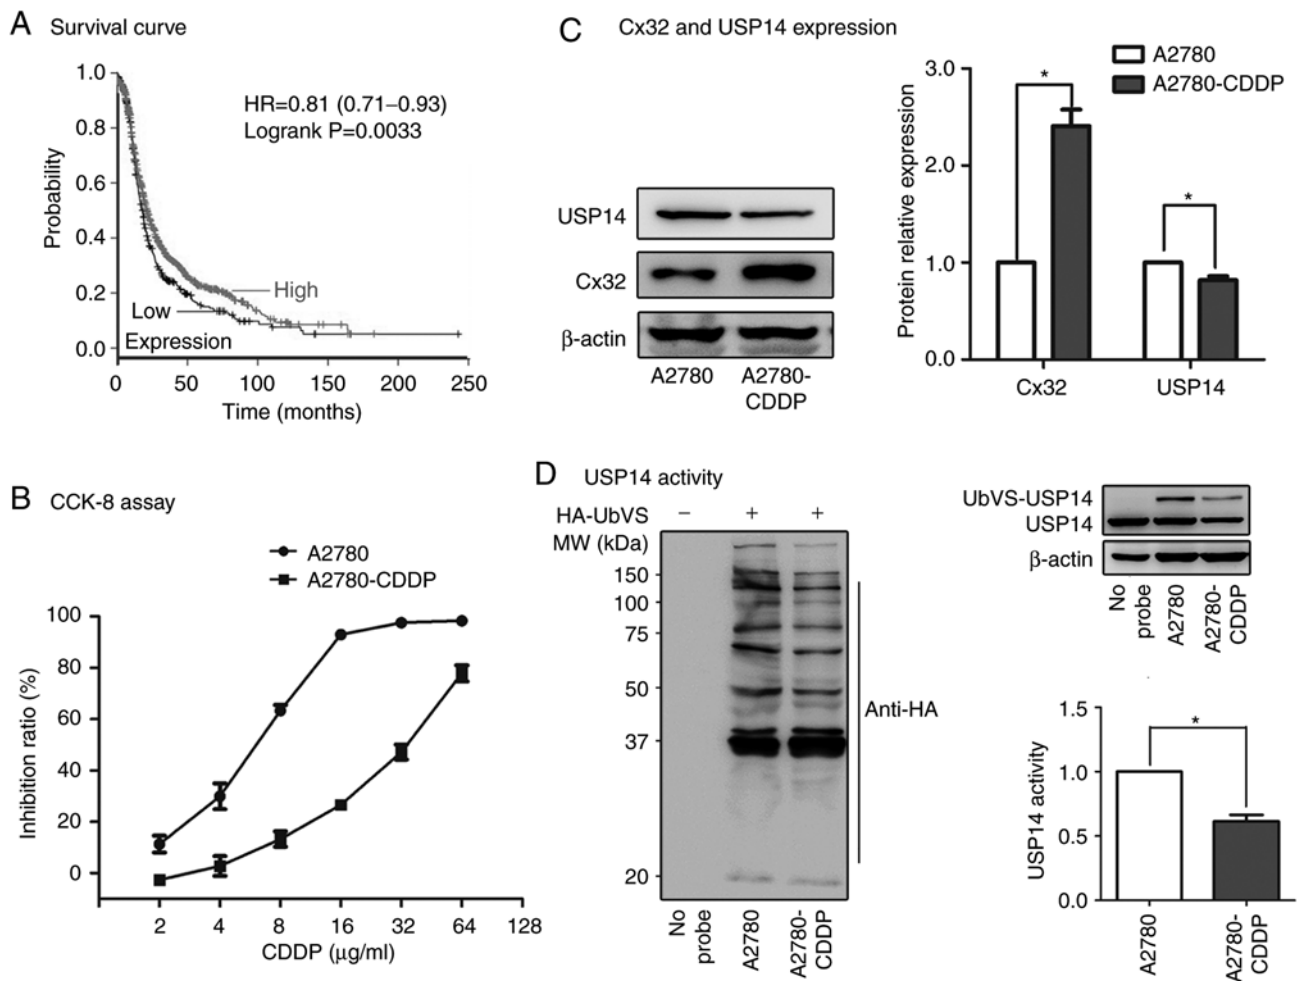 A Survival curve
1.0
0.8
0.6
0.4
0.2
0.0
Probability
HR=0.81 (0.71–0.93)
Logrank P=0.0033
High
Low
Expression
0 50 100 150 200 250
Time (months)
C Cx32 and USP14 expression
USP14
Cx32
β-actin
A2780 A2780-
CDDP
A2780
A2780-CDDP
3.0
2.0
1.0
0.0
Protein relative expression
*
*
Cx32 USP14
B CCK-8 assay
A2780
A2780-CDDP
100
80
60
40
20
0
Inhibition ratio (%)
2 4 8 16 32 64 128
CDDP (μg/ml)
D USP14 activity
HA-UbVS – + +
MW (kDa)
150
100
75
50
37
20
Anti-HA
No
probe
A2780
A2780-
CDDP
UbVS-USP14
USP14
β-actin
No
probe
A2780
A2780-
CDDP
1.5
1.0
0.5
0.0
USP14 activity
*
A2780
A2780-
CDDP